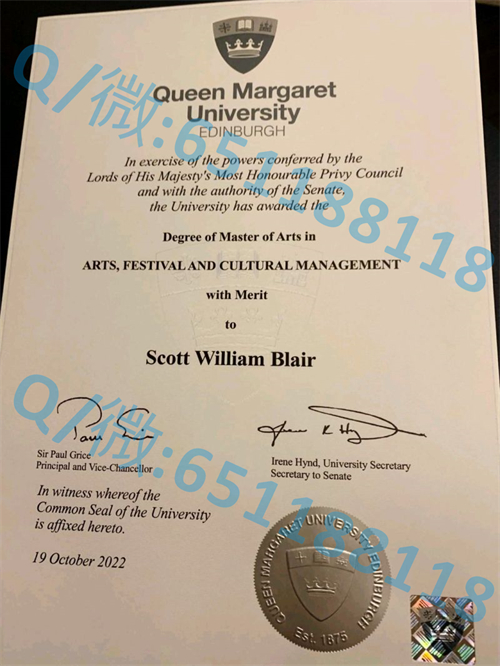 Queen Margaret
University
EDINBURGH
Q/微:651188118
In exercise of the powers conferred by the
Lords of His Majesty's Most Honourable Privy Council
and with the authority of the Senate,
the University has awarded the
Degree of Master of Arts in
ARTS, FESTIVAL AND CULTURAL MANAGEMENT
with Merit
to
Scott William Blair
Q/微:651188118
Sir Paul Grice
Principal and Vice-Chancellor
Irene Hynd, University Secretary
Secretary to Senate
In witness whereof the
Common Seal of the University
is affixed hereto.
19 October 2022
QUEEN MARGARET UNIVERSITY EDINBURGH
Est. 1875